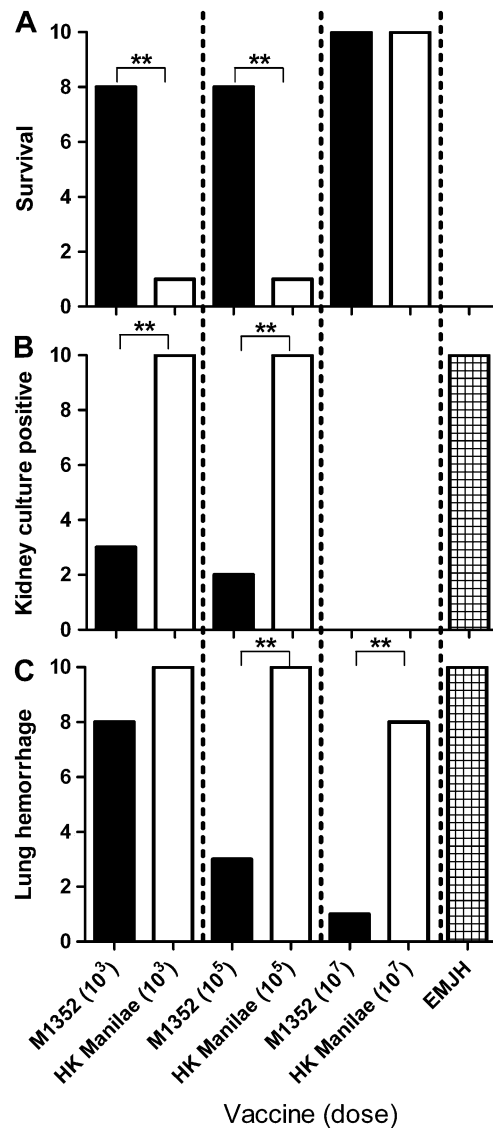 A
Survival
10
8
6
4
2
0
**
**
B
Kidney culture positive
10
8
6
4
2
0
**
**
C
Lung hemorrhage
10
8
6
4
2
0
**
**
M1352 (10³)
HK Manilae (10³)
M1352 (10⁵)
HK Manilae (10⁵)
M1352 (10⁷)
HK Manilae (10⁷)
EMJH
Vaccine (dose)